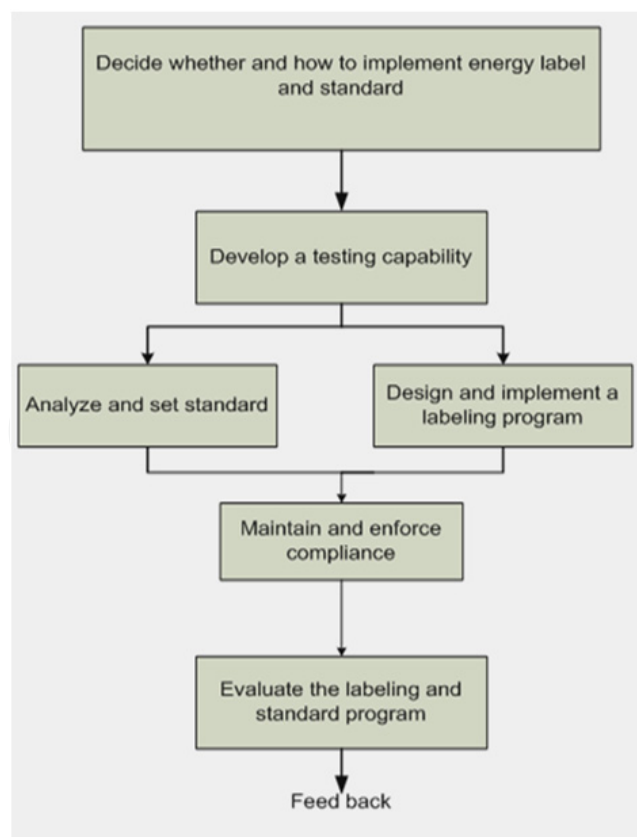 Decide whether and how to implement energy label
and standard
Develop a testing capability
Analyze and set standard
Design and implement a
labeling program
Maintain and enforce
compliance
Evaluate the labeling and
standard program
Feed back